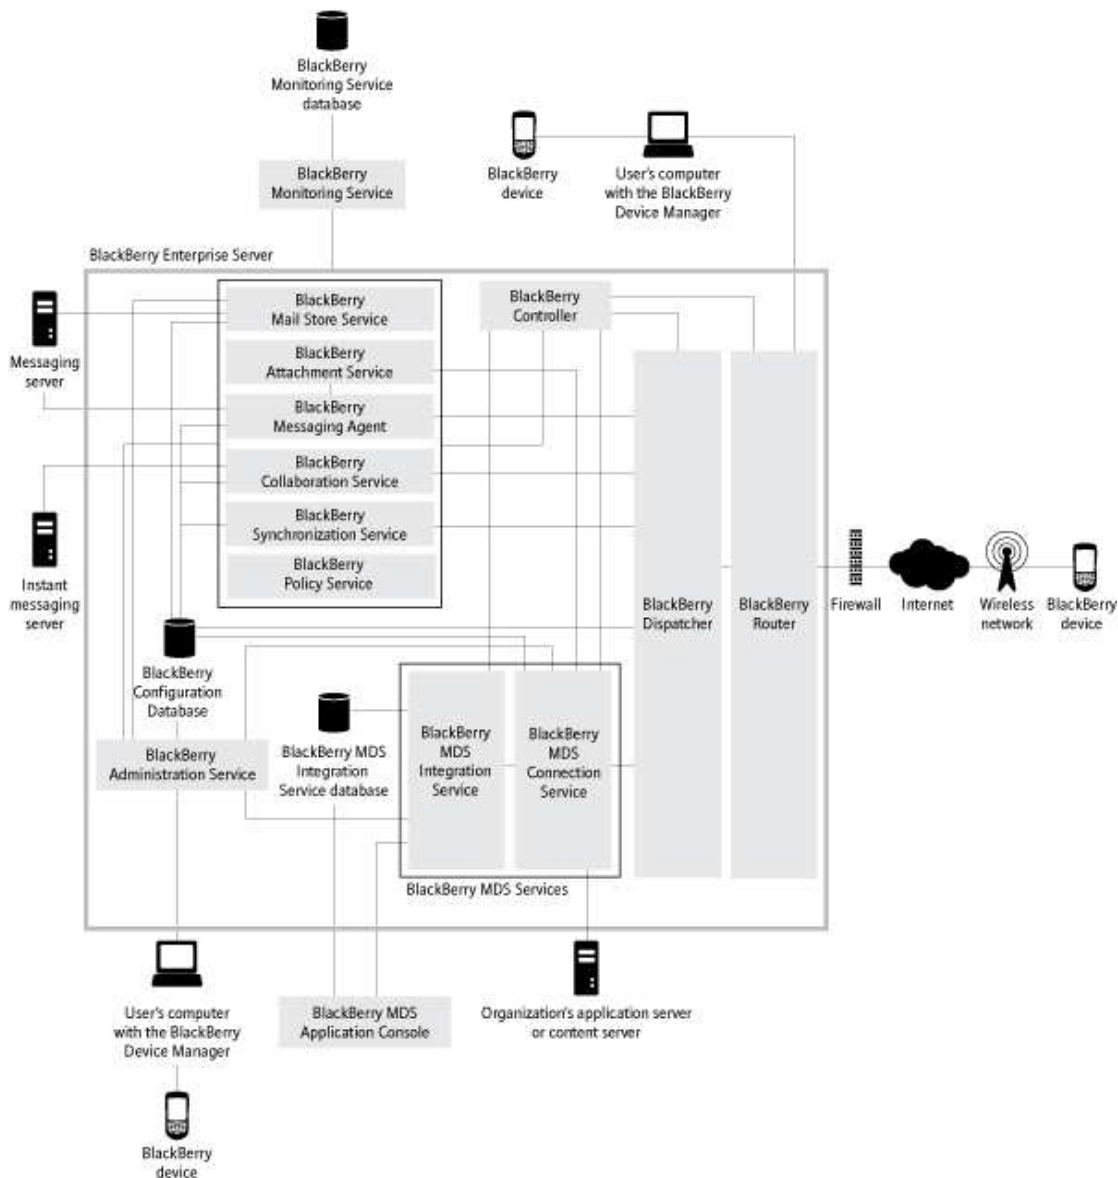 BlackBerry
Monitoring Service
database
BlackBerry
Monitoring Service
BlackBerry
device
User's computer
with the BlackBerry
Device Manager
BlackBerry Enterprise Server
Messaging
server
Instant
messaging
server
BlackBerry
Mail Store Service
BlackBerry
Attachment Service
BlackBerry
Messaging Agent
BlackBerry
Collaboration Service
BlackBerry
Synchronization Service
BlackBerry
Policy Service
BlackBerry
Controller
BlackBerry
Dispatcher
BlackBerry
Router
Firewall
Internet
Wireless
network
BlackBerry
device
BlackBerry
Configuration
Database
BlackBerry
Administration Service
BlackBerry MDS
Integration
Service database
BlackBerry
MDS
Integration
Service
BlackBerry
MDS
Connection
Service
BlackBerry MDS Services
User's computer
with the BlackBerry
Device Manager
BlackBerry MDS
Application Console
Organization's application server
or content server
BlackBerry
device